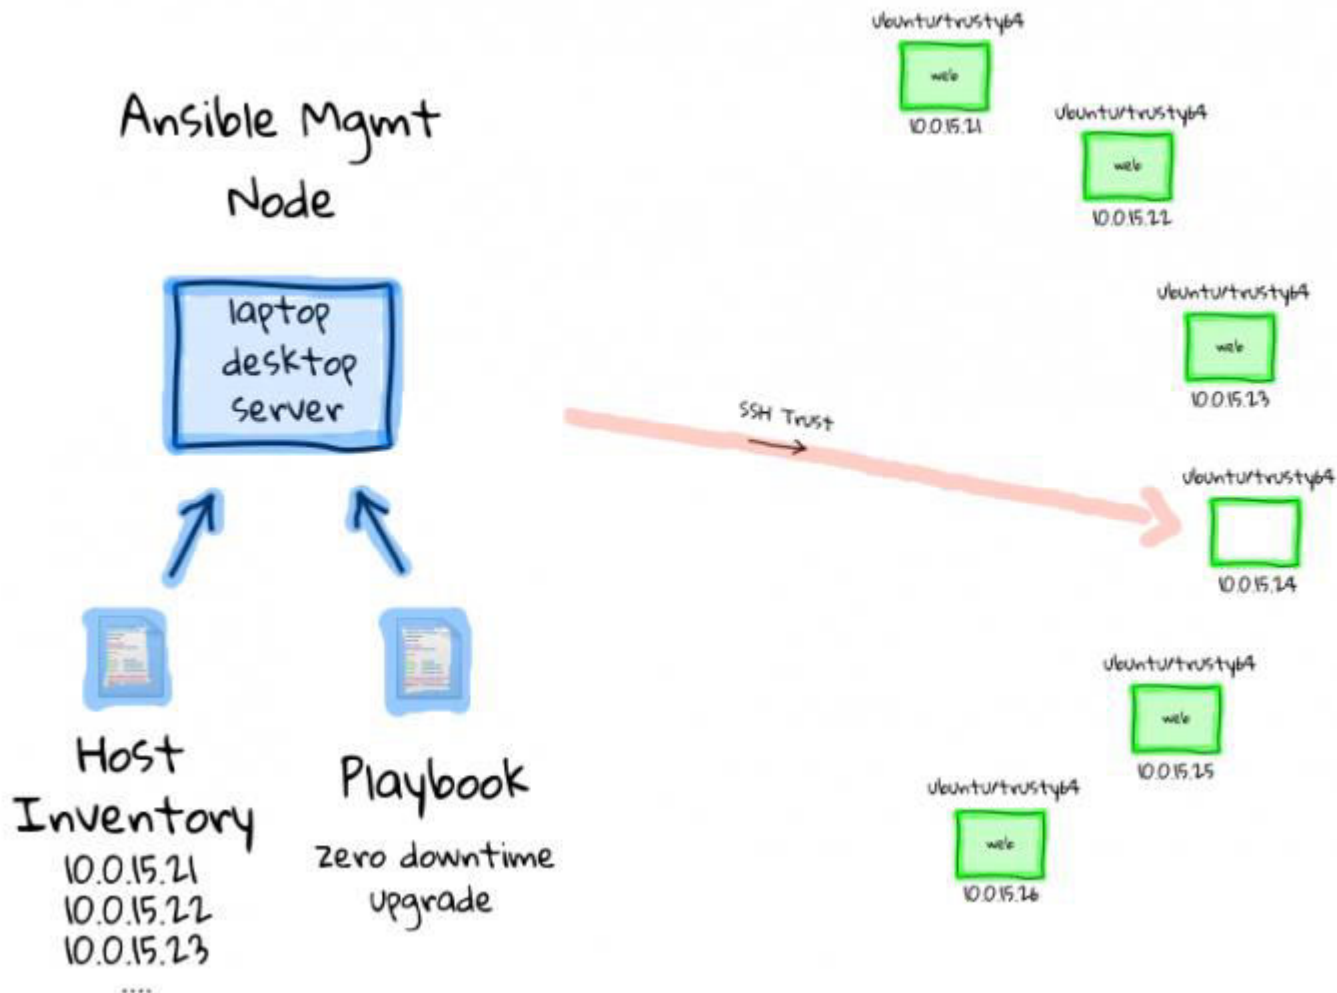 Ansible Mgmt
Node
laptop
desktop
server
Host
Inventory
10.0.15.21
10.0.15.22
10.0.15.23
....
Playbook
zero downtime
upgrade
SSH Trust
ubuntu/trusty64
web
10.0.15.21
ubuntu/trusty64
web
10.0.15.22
ubuntu/trusty64
web
10.0.15.23
ubuntu/trusty64
10.0.15.24
ubuntu/trusty64
web
10.0.15.25
ubuntu/trusty64
web
10.0.15.26